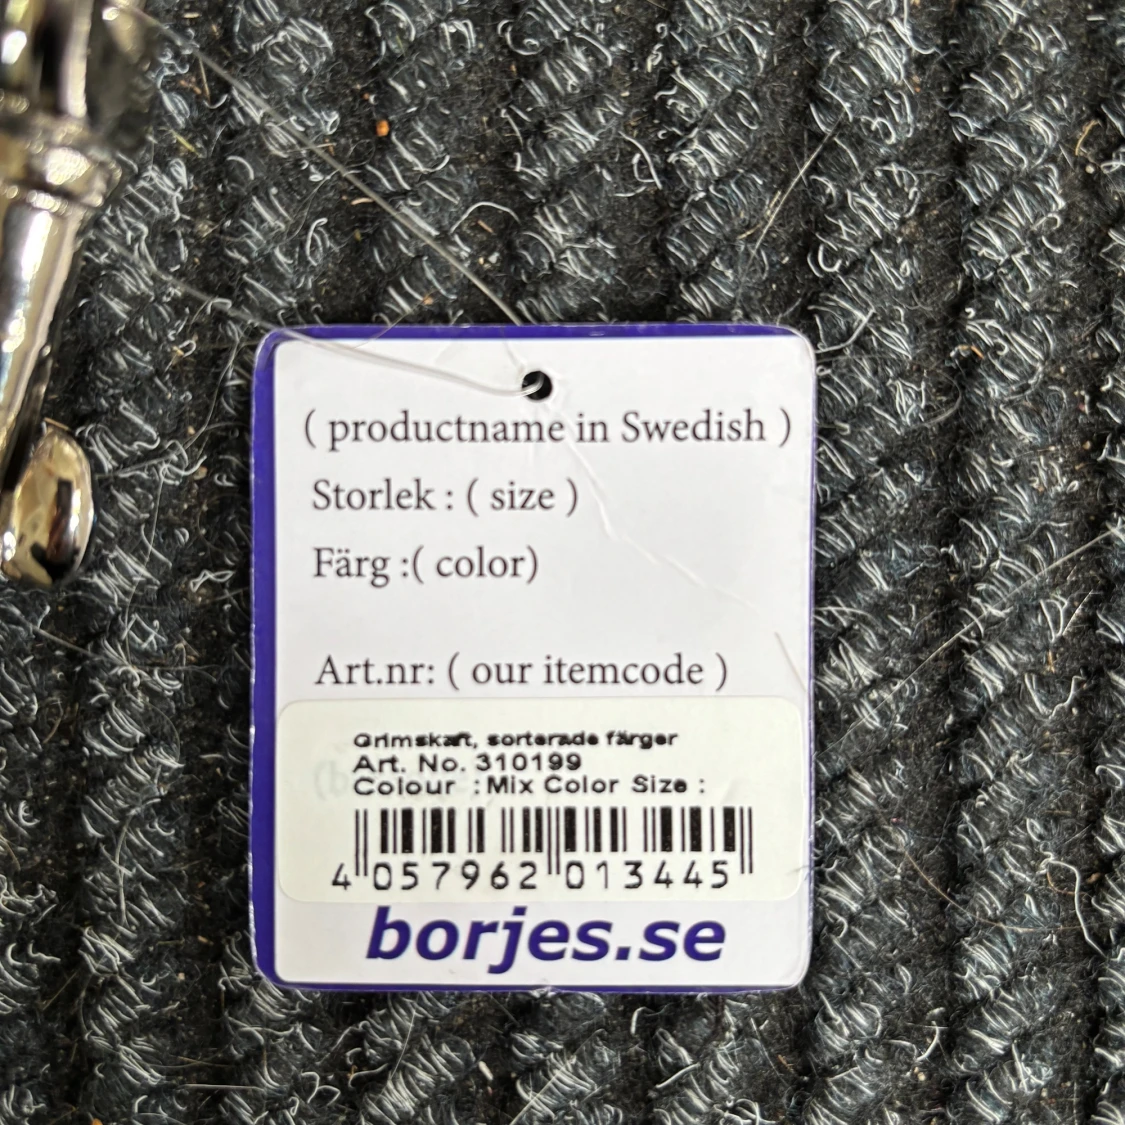 ( productname in Swedish )
Storlek : ( size )
Färg :( color)
Art.nr: ( our itemcode )
Grimskaft, sorterade färger
Art. No. 310199
Colour : Mix Color Size :
4 057962 013445
borjes.se